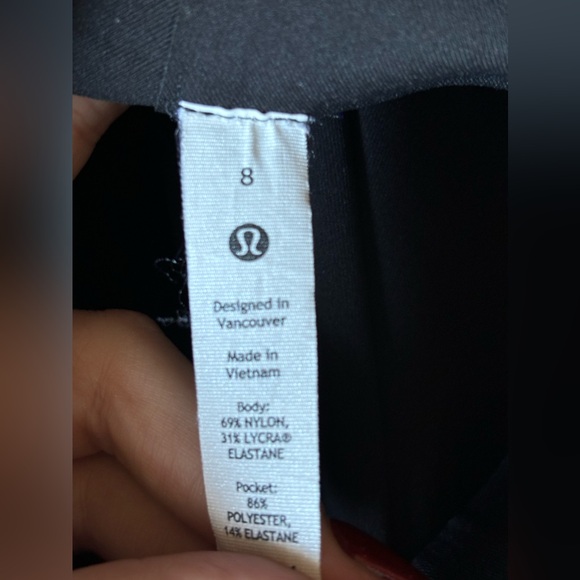 8
Designed in
Vancouver
Made in
Vietnam
Body:
69% NYLON,
31% LYCRA®
ELASTANE
Pocket:
86%
POLYESTER,
14% ELASTANE